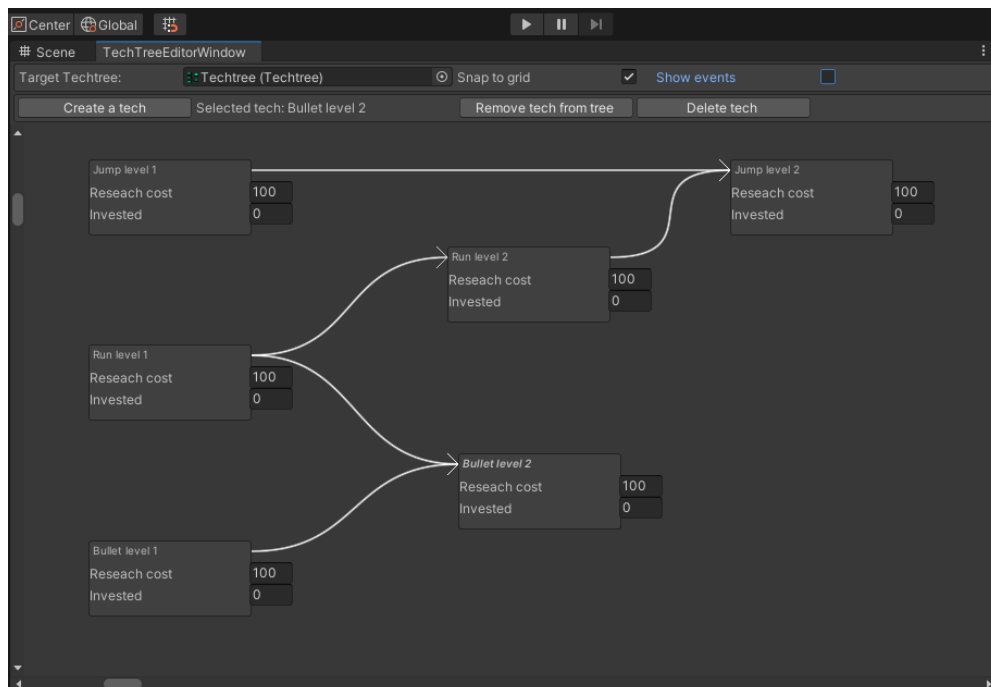 Center Global
# Scene TechTreeEditorWindow
Target Techtree: Techtree (Techtree) Snap to grid Show events
Create a tech Selected tech: Bullet level 2 Remove tech from tree Delete tech
Jump level 1
Reseach cost 100
Invested 0
Jump level 2
Reseach cost 100
Invested 0
Run level 2
Reseach cost 100
Invested 0
Run level 1
Reseach cost 100
Invested 0
Bullet level 2
Reseach cost 100
Invested 0
Bullet level 1
Reseach cost 100
Invested 0